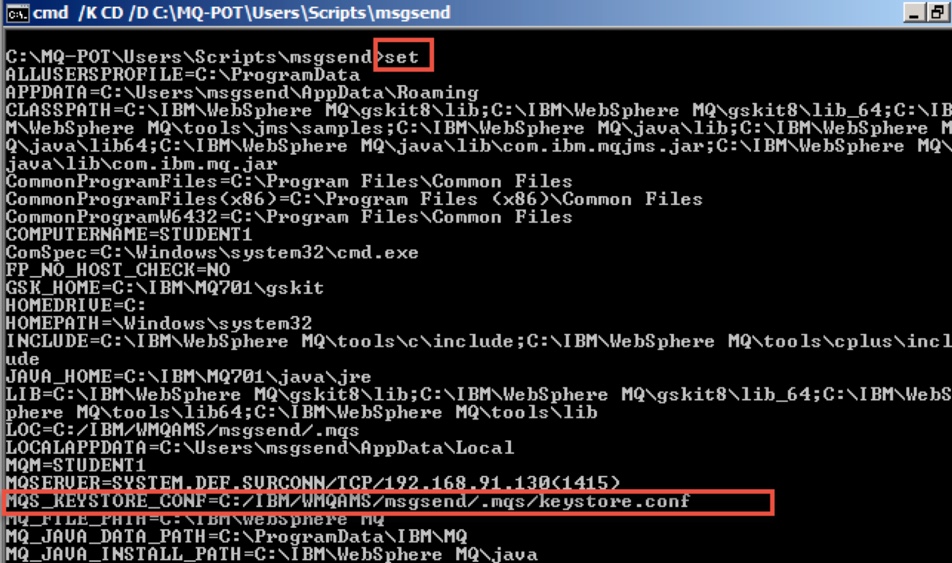 cmd /K CD /D C:\MQ-POT\Users\Scripts\msgsend
C:\MQ-POT\Users\Scripts\msgsend>set
ALLUSERSPROFILE=C:\ProgramData
APPDATA=C:\Users\msgsend\AppData\Roaming
CLASSPATH=C:\IBM\WebSphere MQ\gskit8\lib;C:\IBM\WebSphere MQ\gskit8\lib_64;C:\IB
M\WebSphere MQ\tools\jms\samples;C:\IBM\WebSphere MQ\java\lib;C:\IBM\WebSphere M
Q\java\lib64;C:\IBM\WebSphere MQ\java\lib\com.ibm.mqjms.jar;C:\IBM\WebSphere MQ\
java\lib\com.ibm.mq.jar
CommonProgramFiles=C:\Program Files\Common Files
CommonProgramFiles(x86)=C:\Program Files (x86)\Common Files
CommonProgramW6432=C:\Program Files\Common Files
COMPUTERNAME=STUDENT1
ComSpec=C:\Windows\system32\cmd.exe
FP_NO_HOST_CHECK=NO
GSK_HOME=C:\IBM\MQ701\gskit
HOMEDRIVE=C:
HOMEPATH=\Windows\system32
INCLUDE=C:\IBM\WebSphere MQ\tools\c\include;C:\IBM\WebSphere MQ\tools\cplus\incl
ude
JAVA_HOME=C:\IBM\MQ701\java\jre
LIB=C:\IBM\WebSphere MQ\gskit8\lib;C:\IBM\WebSphere MQ\gskit8\lib_64;C:\IBM\WebS
phere MQ\tools\lib64;C:\IBM\WebSphere MQ\tools\lib
LOC=C:/IBM/WMQAMS/msgsend/.mqs
LOCALAPPDATA=C:\Users\msgsend\AppData\Local
MQM=STUDENT1
MQSERVER=SYSTEM.DEF.SVRCONN/TCP/192.168.91.130(1415)
MQS_KEYSTORE_CONF=C:/IBM/WMQAMS/msgsend/.mqs/keystore.conf
MQ_FILE_PATH=C:\IBM\WebSphere MQ
MQ_JAVA_DATA_PATH=C:\ProgramData\IBM\MQ
MQ_JAVA_INSTALL_PATH=C:\IBM\WebSphere MQ\java